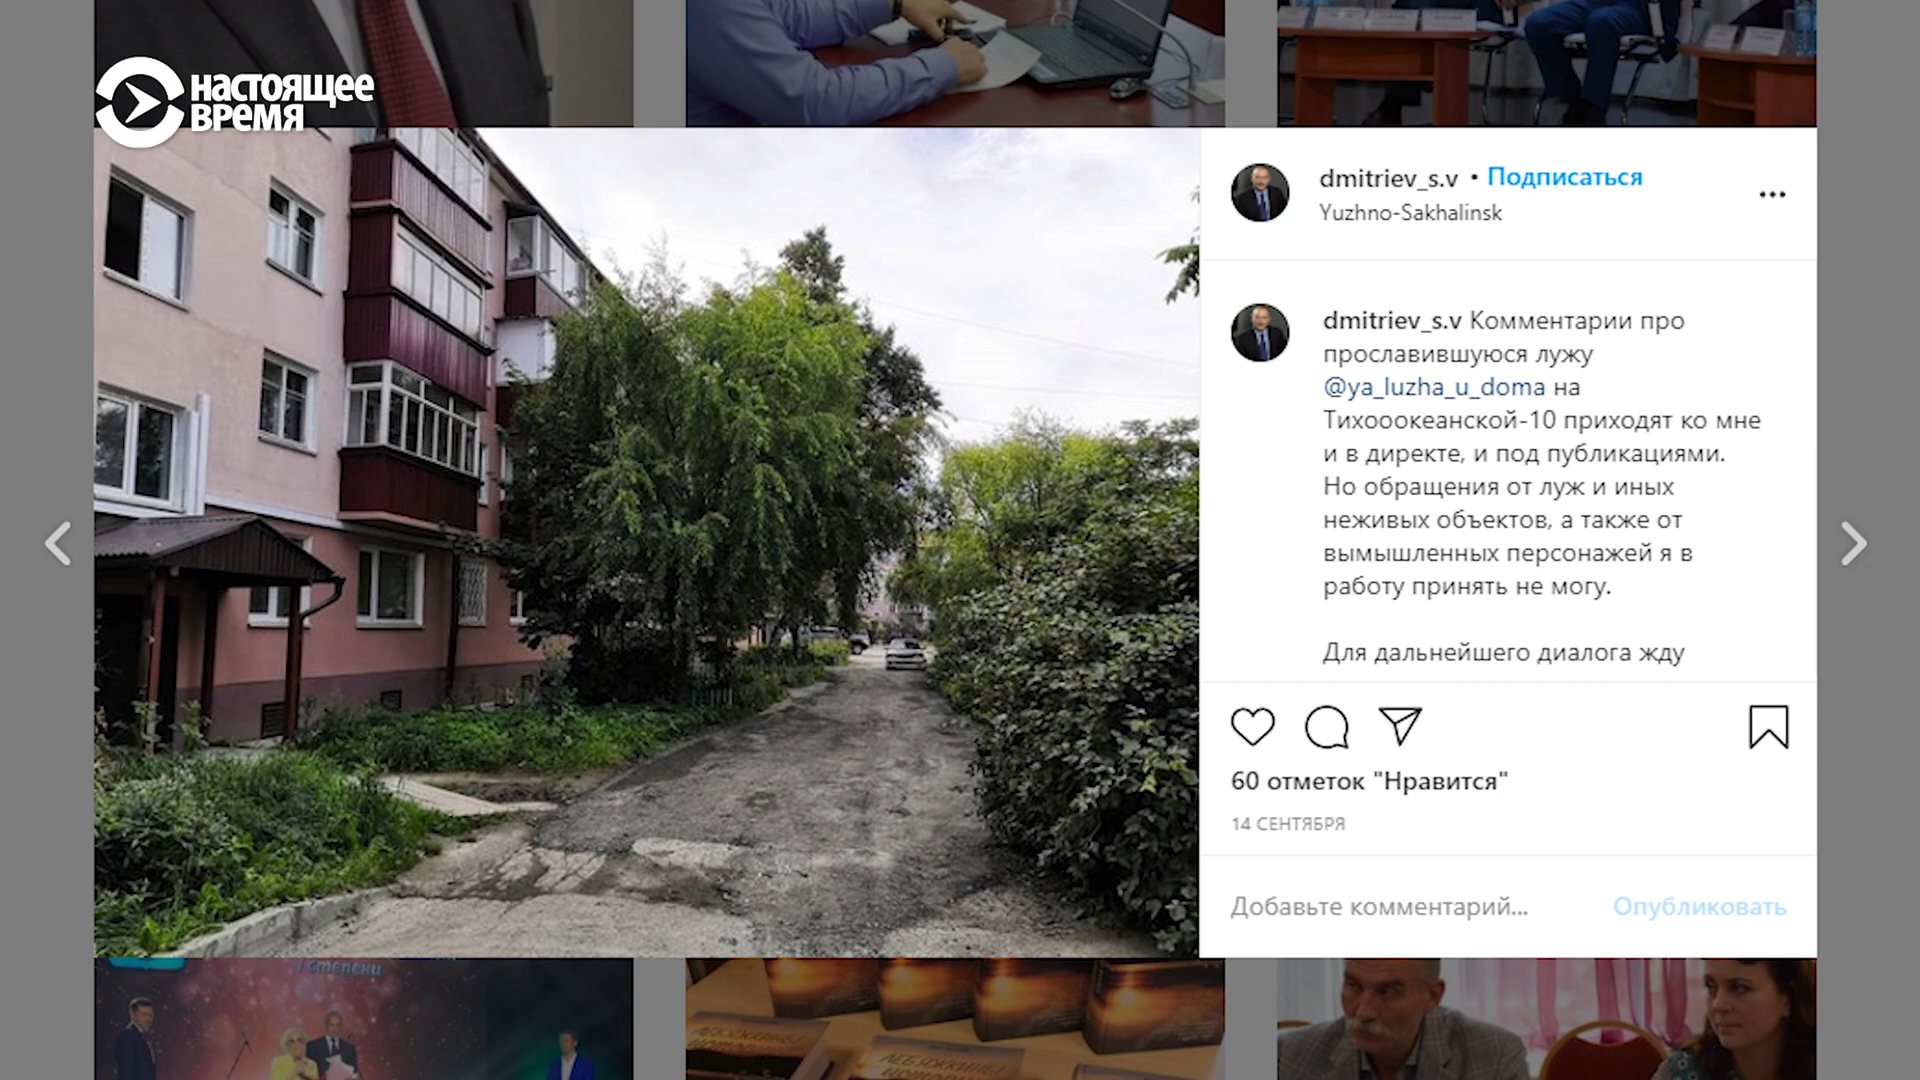 НАСТОЯЩЕЕ
ВРЕМЯ
dmitriev_s.v • Подписаться
Yuzhno-Sakhalinsk
dmitriev_s.v Комментарии про
прославившуюся лужу
@ya_luzha_u_doma на
Тихооокеанской-10 приходят ко мне
и в директе, и под публикациями.
Но обращения от луж и иных
неживых объектов, а также от
вымышленных персонажей я в
работу принять не могу.
Для дальнейшего диалога жду
60 отметок "Нравится"
14 СЕНТЯБРЯ
Добавьте комментарий...
Опубликовать
I степени